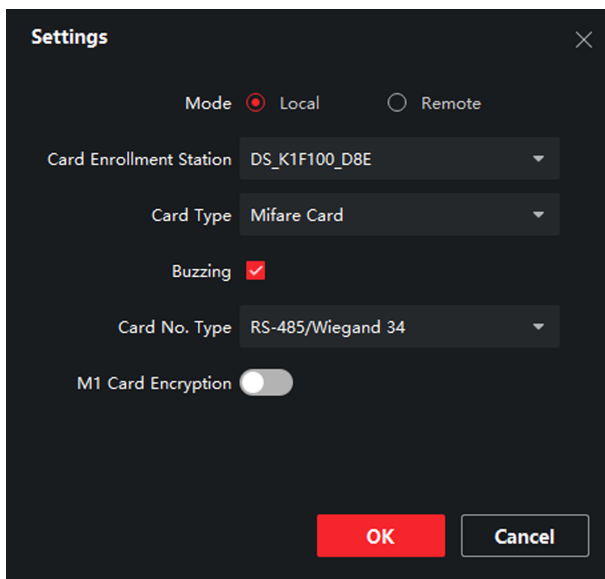 Settings
Mode Local Remote
Card Enrollment Station DS_K1F100_D8E
Card Type Mifare Card
Buzzing
Card No. Type RS-485/Wiegand 34
M1 Card Encryption
OK Cancel